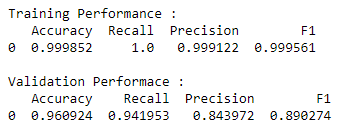 Training Performance :
Accuracy Recall Precision F1
0 0.999852 1.0 0.999122 0.999561
Validation Performace :
Accuracy Recall Precision F1
0 0.960924 0.941953 0.843972 0.890274